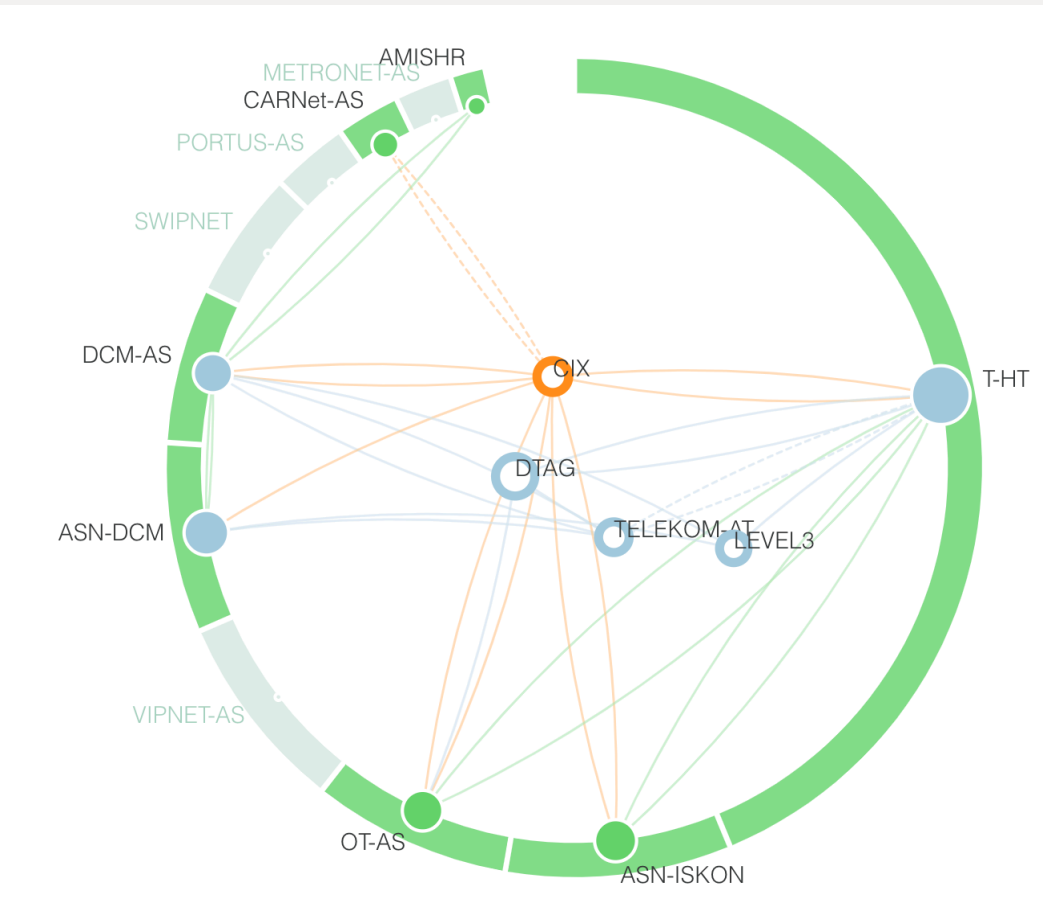 AMISHR
METRONET-AS
CARNet-AS
PORTUS-AS
SWIPNET
DCM-AS
CIX
T-HT
DTAG
TELEKOM-AT
ASN-DCM
LEVEL3
VIPNET-AS
OT-AS
ASN-ISKON